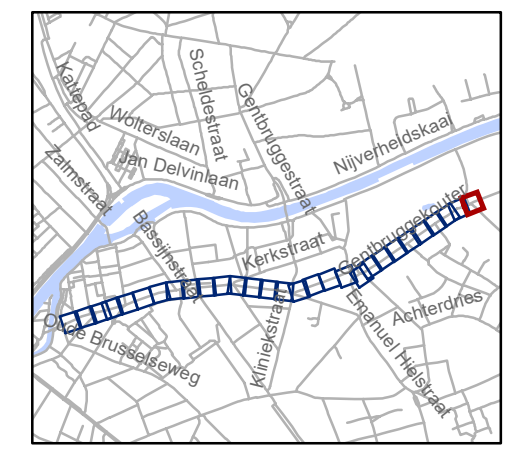 Kattepad
Scheldestraat
Gentbruggestraat
Wolterslaan
Nijverheidskaai
Zalmstraat
Jan Delvinlaan
Gentbruggekouter
Bassijnstraat
Kerkstraat
Achterdries
Oude Brusselseweg
Kliniekstraat
Emanuel Hielstraat